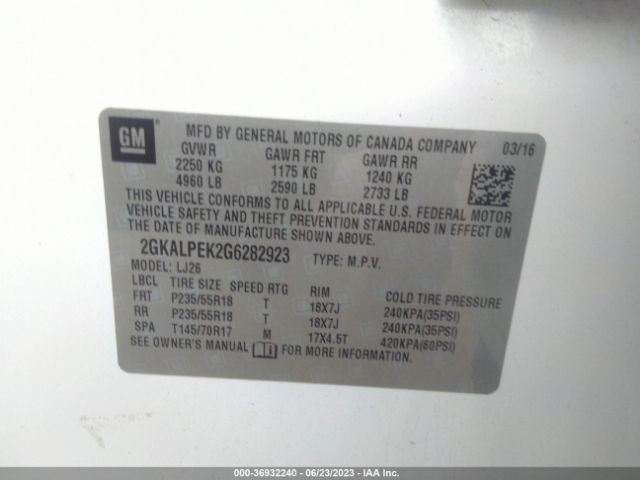 GM
MFD BY GENERAL MOTORS OF CANADA COMPANY 03/16
GVWR GAWR FRT GAWR RR
2250 KG 1175 KG 1240 KG
4960 LB 2590 LB 2733 LB
THIS VEHICLE CONFORMS TO ALL APPLICABLE U.S. FEDERAL MOTOR
VEHICLE SAFETY AND THEFT PREVENTION STANDARDS IN EFFECT ON
THE DATE OF MANUFACTURE SHOWN ABOVE.
2GKALPEK2G6282923 TYPE: M.P.V.
MODEL: LJ26
LBCL TIRE SIZE SPEED RTG RIM COLD TIRE PRESSURE
FRT P235/55R18 T 18X7J 240KPA(35PSI)
RR P235/55R18 T 18X7J 240KPA(35PSI)
SPA T145/70R17 M 17X4.5T 420KPA(60PSI)
SEE OWNER'S MANUAL FOR MORE INFORMATION.
000-36932240 - 06/23/2023 - IAA Inc.